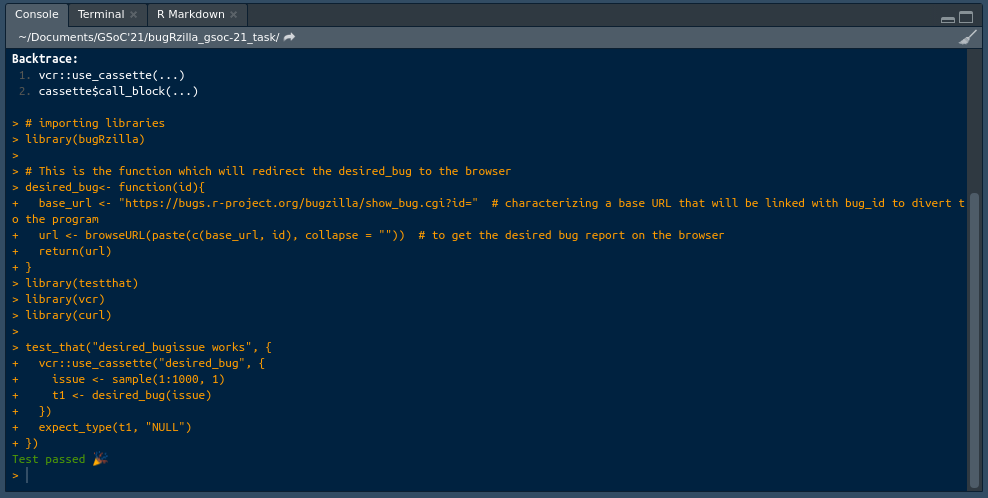 Console Terminal R Markdown
~/Documents/GSoC'21/bugRzilla_gsoc-21_task/
Backtrace:
1. vcr::use_cassette(...)
2. cassette$call_block(...)
> # importing libraries
> library(bugRzilla)
>
> # This is the function which will redirect the desired_bug to the browser
> desired_bug<- function(id){
+   base_url <- "https://bugs.r-project.org/bugzilla/show_bug.cgi?id="  # characterizing a base URL that will be linked with bug_id to divert t
o the program
+   url <- browseURL(paste(c(base_url, id), collapse = ""))  # to get the desired bug report on the browser
+   return(url)
+ }
> library(testthat)
> library(vcr)
> library(curl)
>
> test_that("desired_bugissue works", {
+   vcr::use_cassette("desired_bug", {
+     issue <- sample(1:1000, 1)
+     t1 <- desired_bug(issue)
+   })
+   expect_type(t1, "NULL")
+ })
Test passed 🎉
>